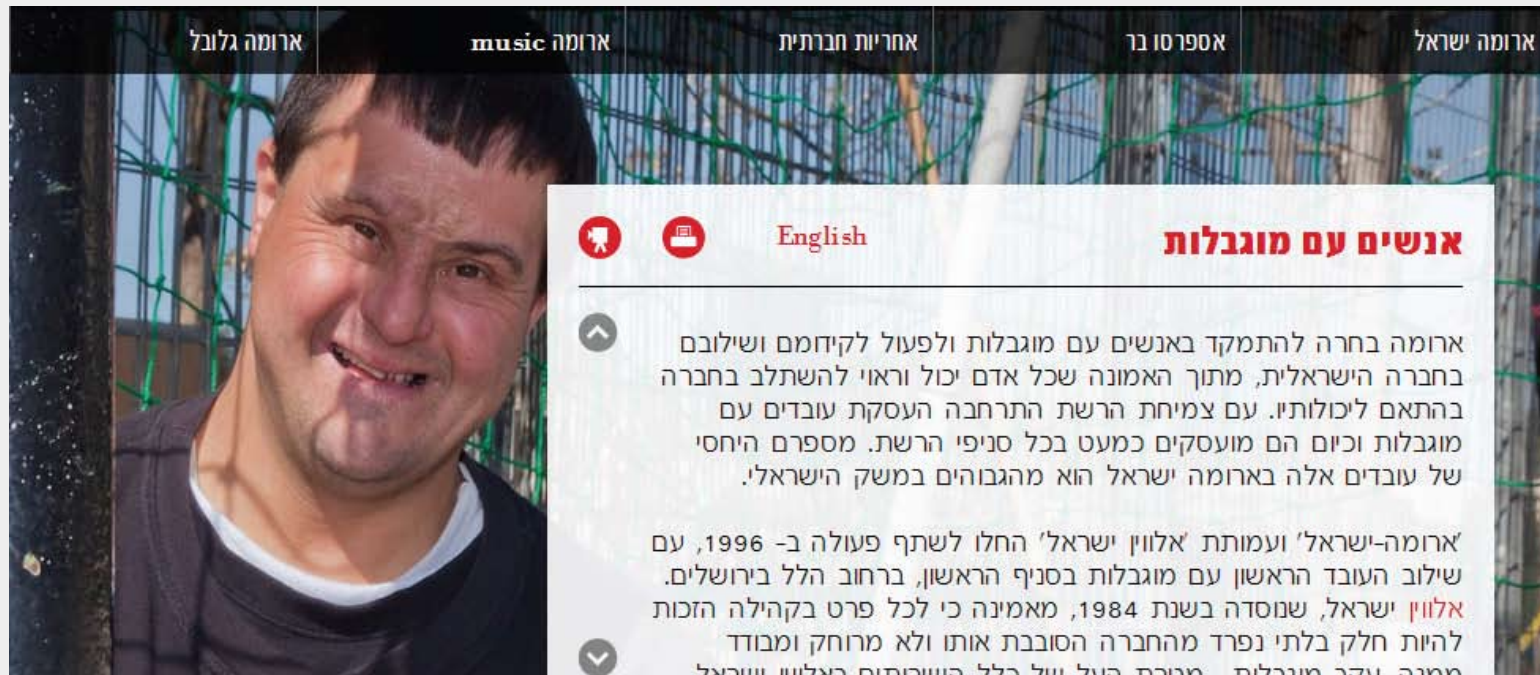 ארומה ישראל
אספרסו בר
אחריות חברתית
ארומה music
ארומה גלובל
אנשים עם מוגבלות
English
ארומה בחרה להתמקד באנשים עם מוגבלות ולפעול לקידומם ושילובם
בחברה הישראלית, מתוך האמונה שכל אדם יכול וראוי להשתלב בחברה
בהתאם ליכולותיו. עם צמיחת הרשת התרחבה העסקת עובדים עם
מוגבלות וכיום הם מועסקים כמעט בכל סניפי הרשת. מספרם היחסי
של עובדים אלה בארומה ישראל הוא מהגבוהים במשק הישראלי.
'ארומה-ישראל' ועמותת 'אלווין ישראל' החלו לשתף פעולה ב- 1996, עם
שילוב העובד הראשון עם מוגבלות בסניף הראשון, ברחוב הלל בירושלים.
אלווין ישראל, שנוסדה בשנת 1984, מאמינה כי לכל פרט בקהילה הזכות
להיות חלק בלתי נפרד מהחברה הסובבת אותו ולא מרוחק ומבודד